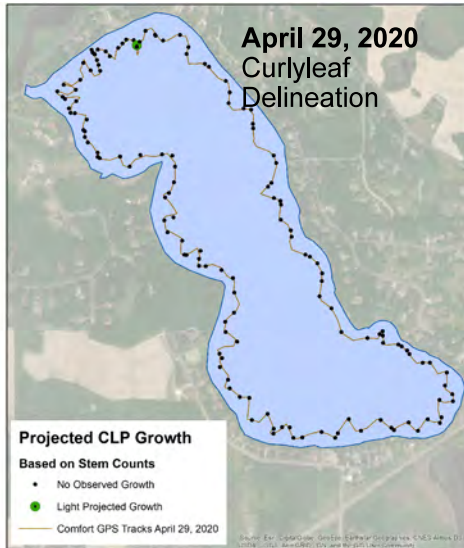 April 29, 2020
Curlyleaf
Delineation
Projected CLP Growth
Based on Stem Counts
No Observed Growth
Light Projected Growth
Comfort GPS Tracks April 29, 2020